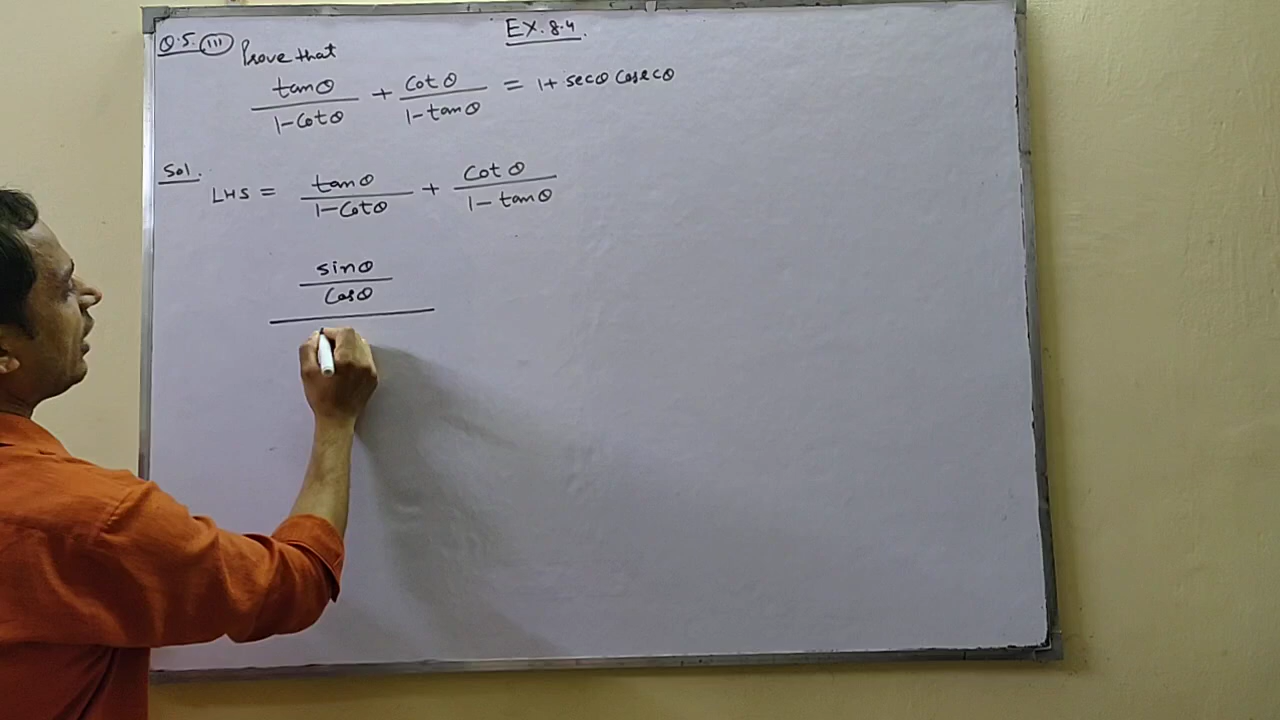 EX. 8.4.
Q.5. (iii) Prove that
tanθ/1-Cotθ + Cotθ/1-tanθ = 1+ secθ Cosecθ
Sol. LHS = tanθ/1-Cotθ + Cotθ/1-tanθ
sinθ/Cosθ